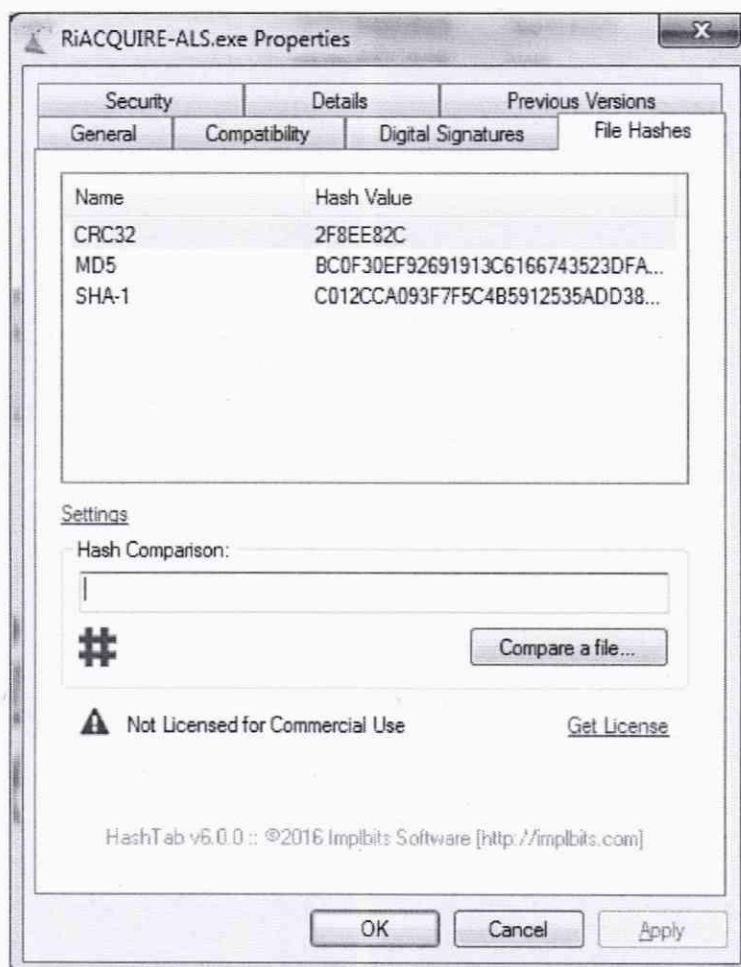 RiACQUIRE-ALS.exe Properties
x
Security Details Previous Versions
General Compatibility Digital Signatures File Hashes
Name Hash Value
CRC32 2F8EE82C
MD5 BC0F30EF92691913C6166743523DFA...
SHA-1 C012CCA093F7F5C4B5912535ADD38...
Settings
Hash Comparison:
#
Compare a file...
Not Licensed for Commercial Use Get License
HashTab v6.0.0 :: ©2016 Implbits Software [http://implbits.com]
OK Cancel Apply